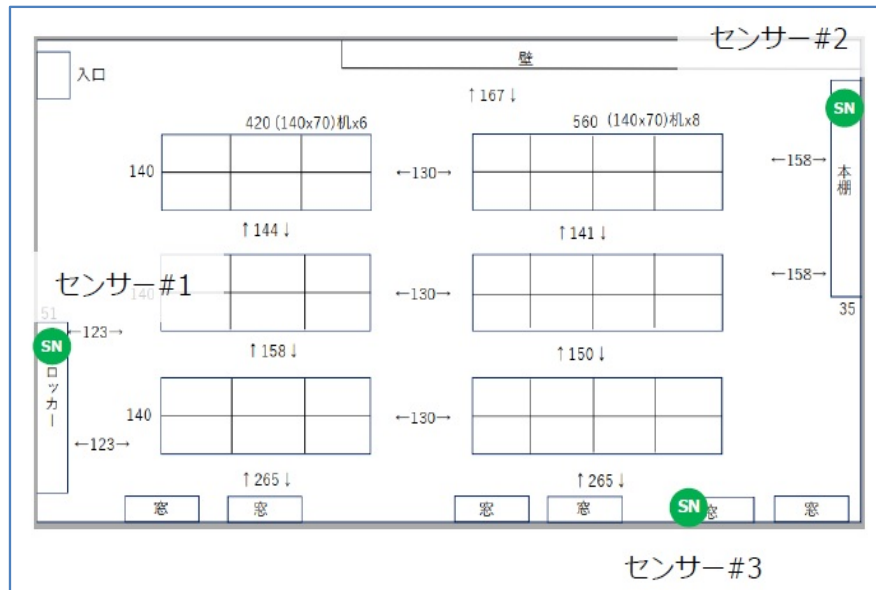 センサー#2
壁
入口
↑167↓
SN
420 (140x70)机x6
560 (140x70)机x8
140
←130→
←158→
本棚
↑144↓
↑141↓
センサー#1
140
←130→
←158→
51
35
←123→
SN
↑158↓
↑150↓
ロッカー
140
←130→
←123→
↑265↓
↑265↓
窓
窓
窓
窓
SN
窓
窓
センサー#3